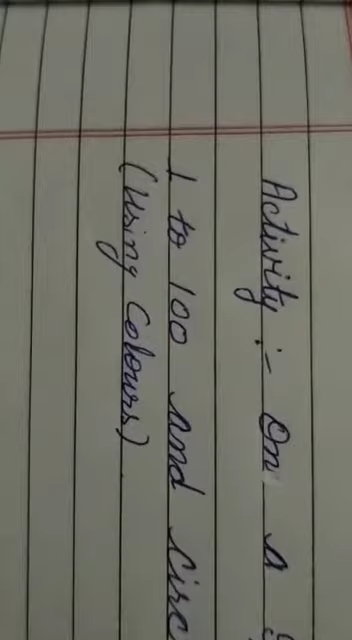 Activity :- On a
1 to 100 and circ
(Using Colours).